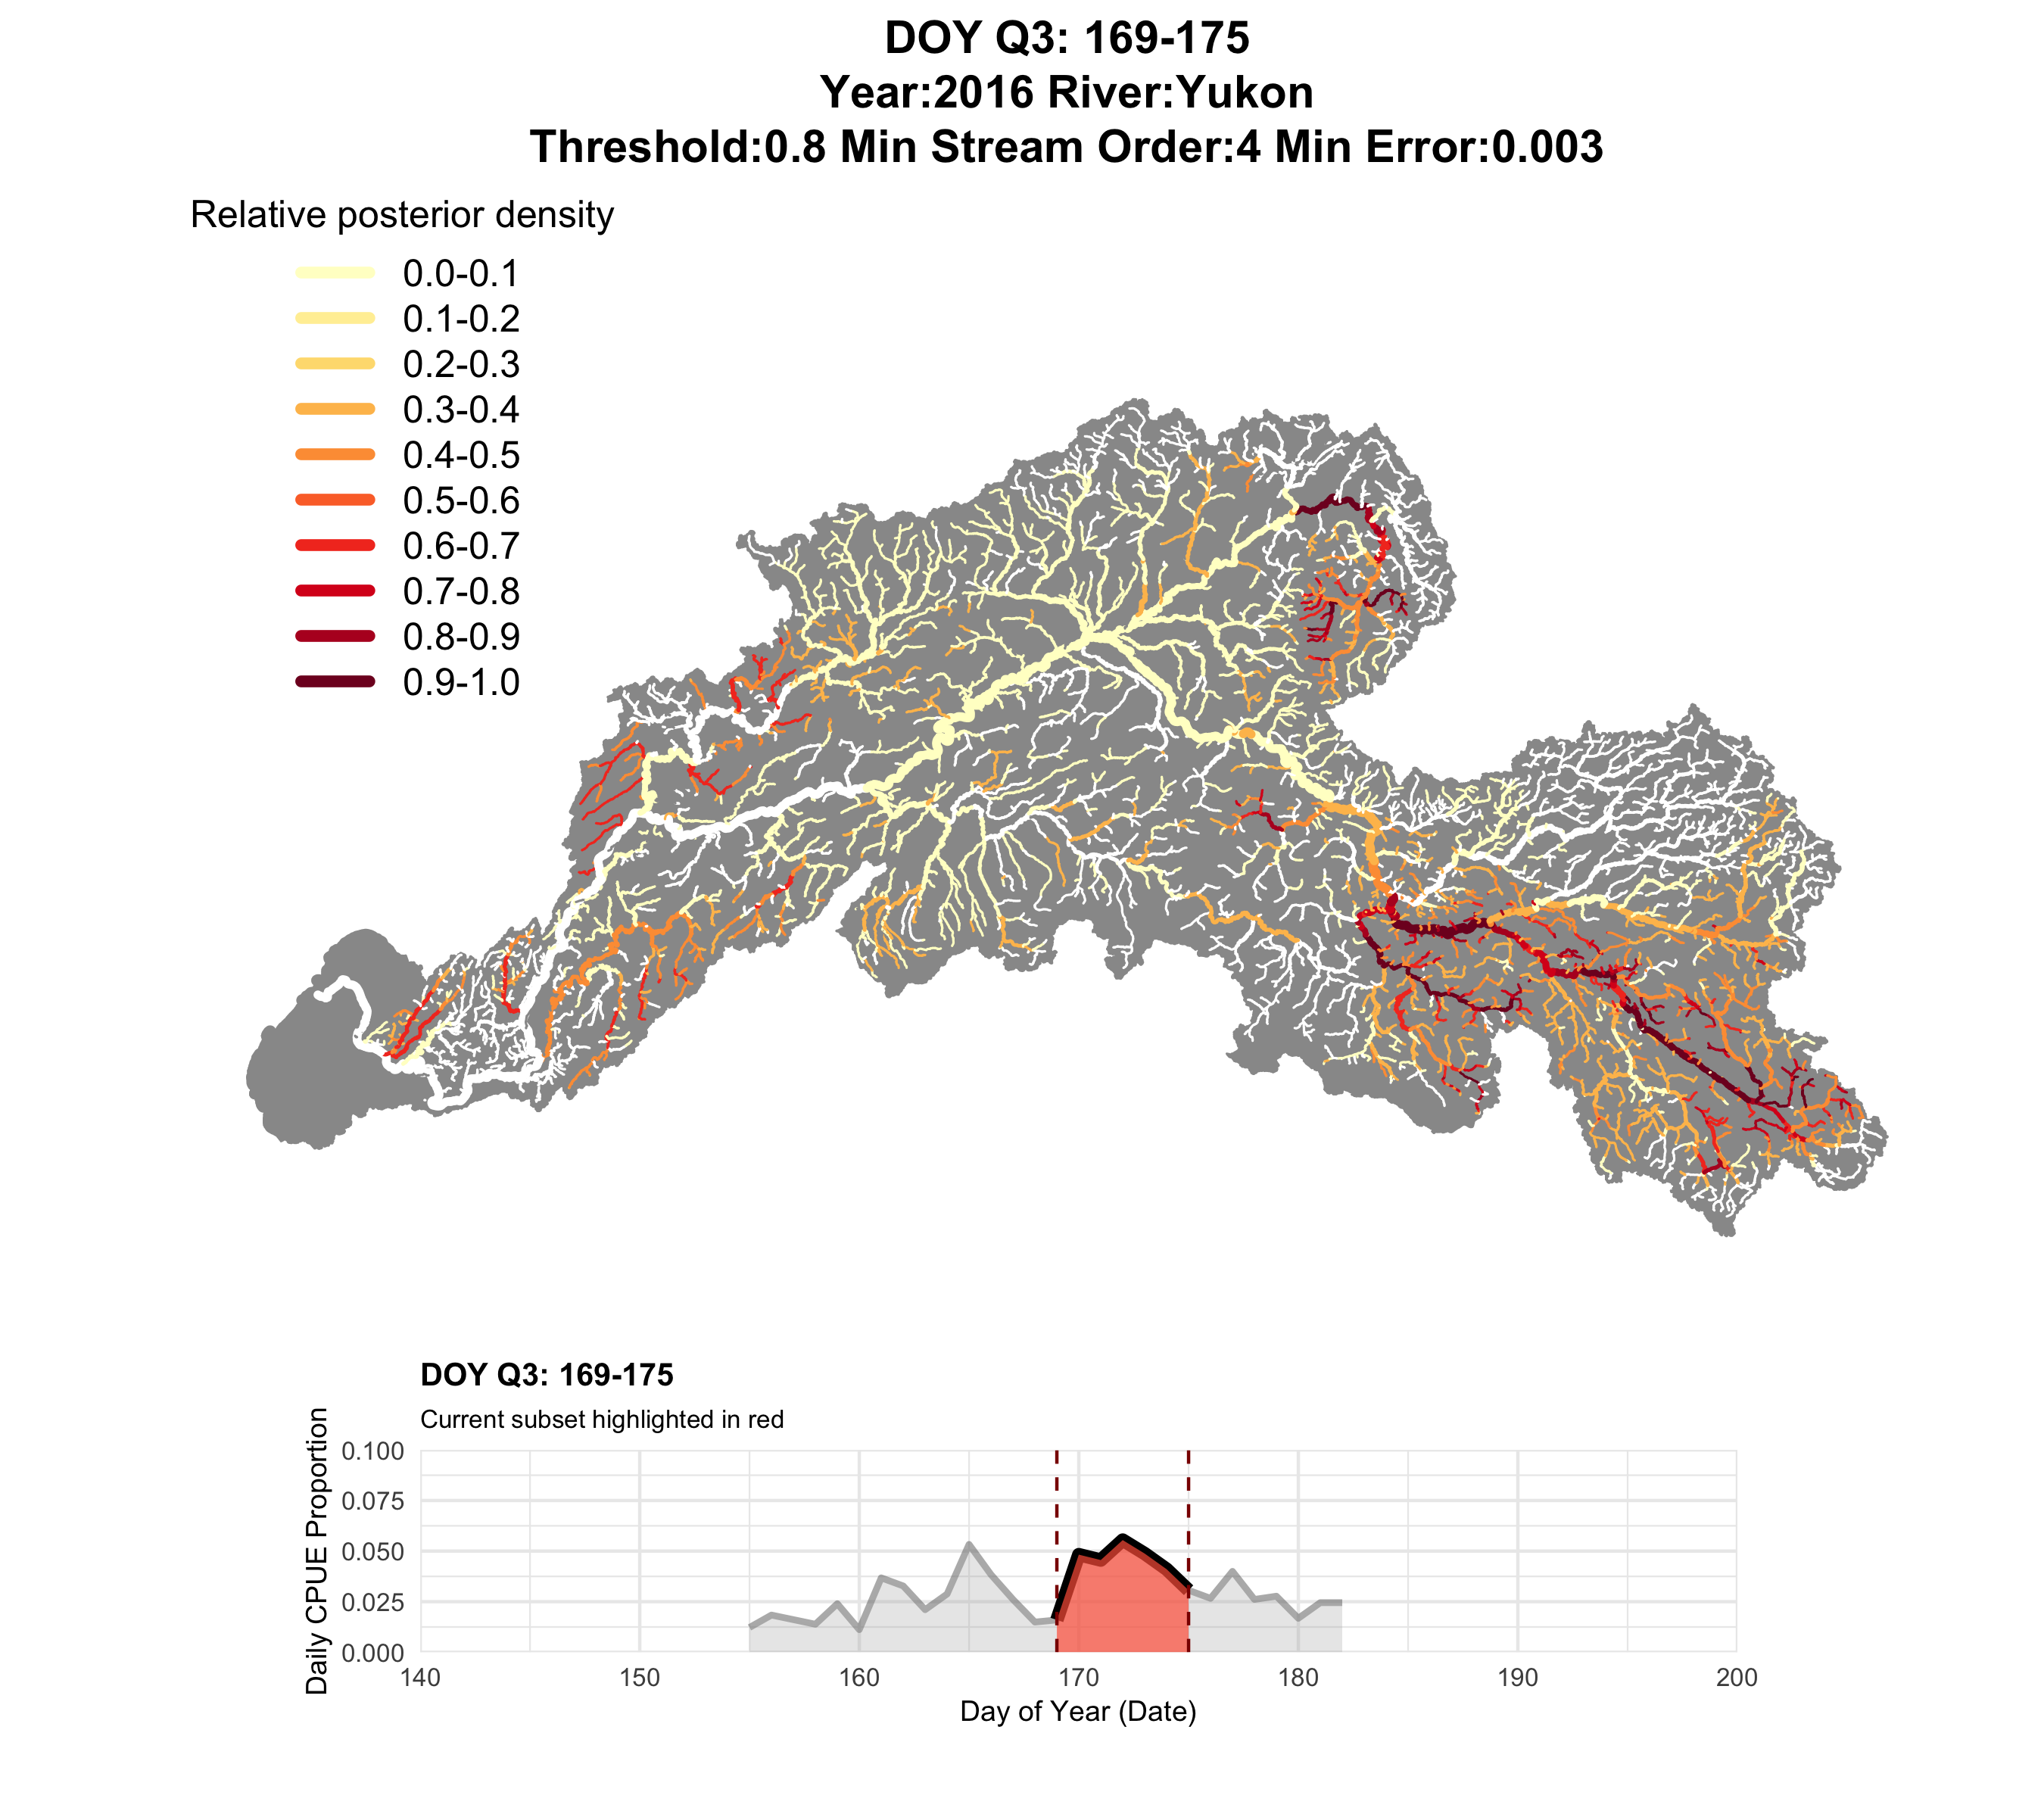 DOY Q3: 169-175
Year:2016 River:Yukon
Threshold:0.8 Min Stream Order:4 Min Error:0.003
Relative posterior density
0.0-0.1
0.1-0.2
0.2-0.3
0.3-0.4
0.4-0.5
0.5-0.6
0.6-0.7
0.7-0.8
0.8-0.9
0.9-1.0
DOY Q3: 169-175
Current subset highlighted in red
Daily CPUE Proportion
0.100
0.075
0.050
0.025
0.000
140 150 160 170 180 190 200
Day of Year (Date)